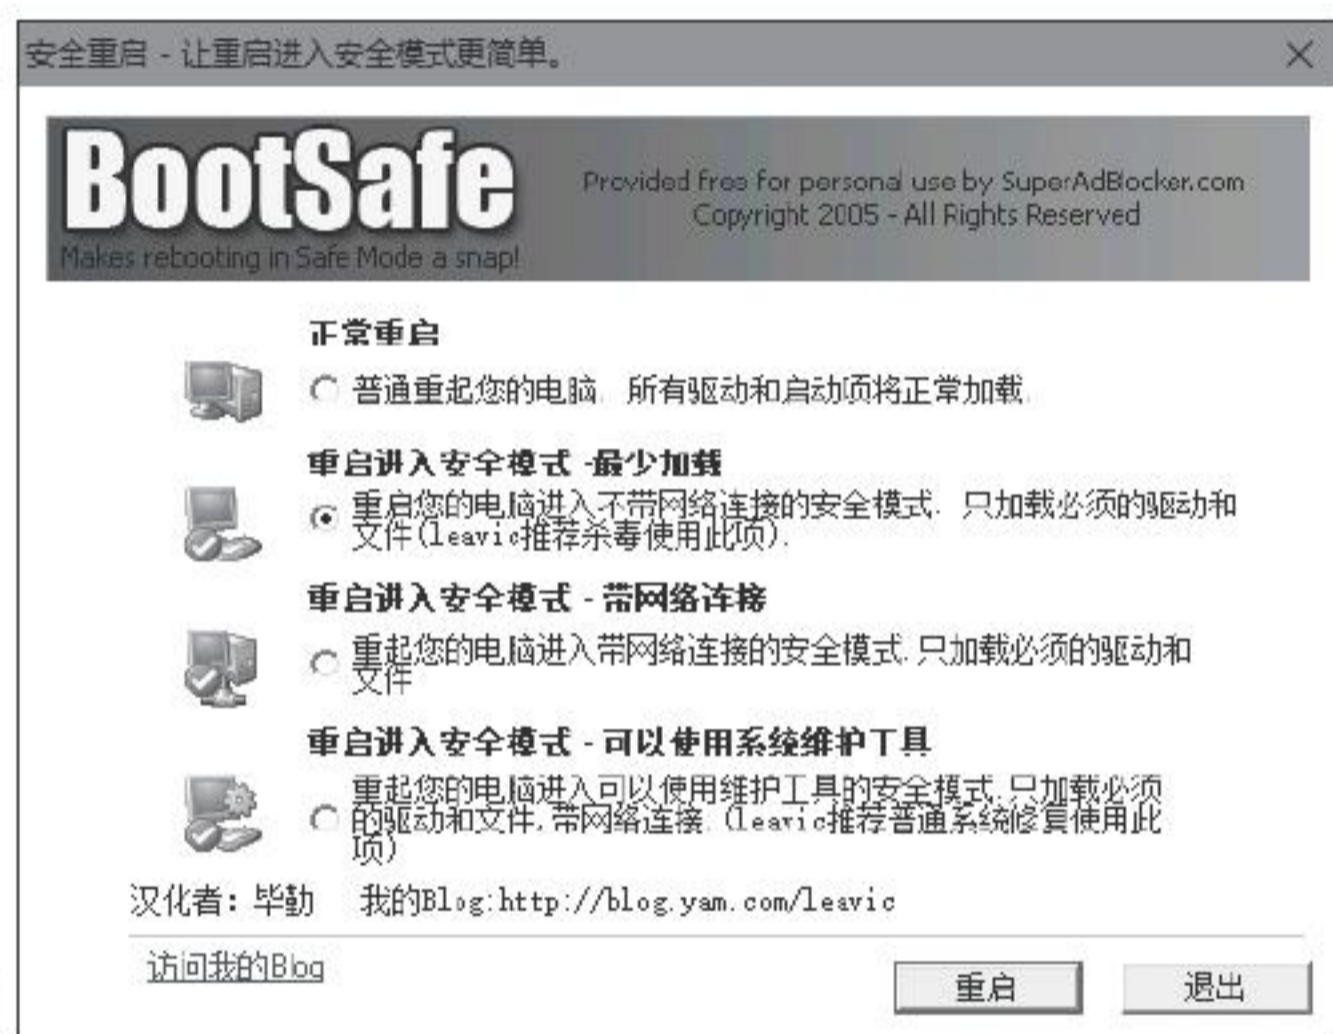 安全重启 - 让重启进入安全模式更简单。
BootSafe
Makes rebooting in Safe Mode a snap!
Provided free for personal use by SuperAdBlocker.com
Copyright 2005 - All Rights Reserved
正常重启
普通重起您的电脑. 所有驱动和启动项将正常加载.
重启进入安全模式 -最少加载
重启您的电脑进入不带网络连接的安全模式. 只加载必须的驱动和
文件(leavic推荐杀毒使用此项).
重启进入安全模式 - 带网络连接
重起您的电脑进入带网络连接的安全模式.只加载必须的驱动和
文件
重启进入安全模式 - 可以使用系统维护工具
重起您的电脑进入可以使用维护工具的安全模式.只加载必须
的驱动和文件,带网络连接.(leavic推荐普通系统修复使用此
项)
汉化者: 毕勤 我的Blog:http://blog.yam.com/leavic
访问我的Blog
重启
退出